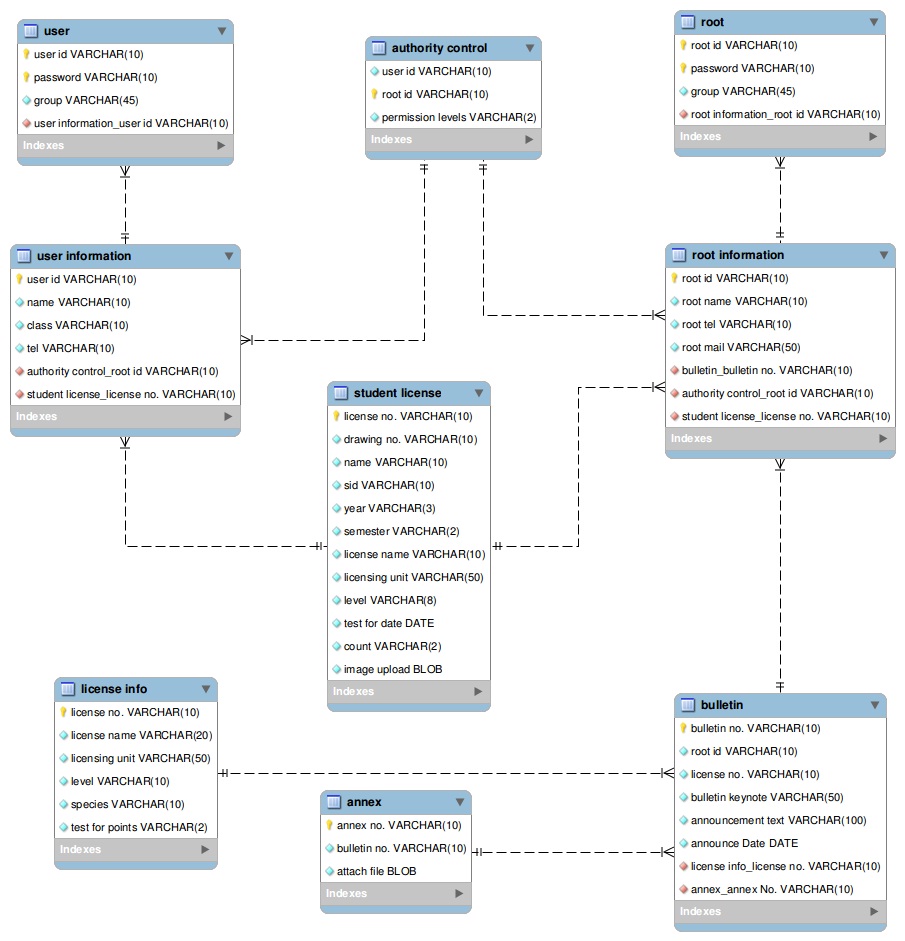 user
user id VARCHAR(10)
password VARCHAR(10)
group VARCHAR(45)
user information_user id VARCHAR(10)
Indexes
authority control
user id VARCHAR(10)
root id VARCHAR(10)
permission levels VARCHAR(2)
Indexes
root
root id VARCHAR(10)
password VARCHAR(10)
group VARCHAR(45)
root information_root id VARCHAR(10)
Indexes
user information
user id VARCHAR(10)
name VARCHAR(10)
class VARCHAR(10)
tel VARCHAR(10)
authority control_root id VARCHAR(10)
student license_license no. VARCHAR(10)
Indexes
root information
root id VARCHAR(10)
root name VARCHAR(10)
root tel VARCHAR(10)
root mail VARCHAR(50)
bulletin_bulletin no. VARCHAR(10)
authority control_root id VARCHAR(10)
student license_license no. VARCHAR(10)
Indexes
student license
license no. VARCHAR(10)
drawing no. VARCHAR(10)
name VARCHAR(10)
sid VARCHAR(10)
year VARCHAR(3)
semester VARCHAR(2)
license name VARCHAR(10)
licensing unit VARCHAR(50)
level VARCHAR(8)
test for date DATE
count VARCHAR(2)
image upload BLOB
Indexes
license info
license no. VARCHAR(10)
license name VARCHAR(20)
licensing unit VARCHAR(50)
level VARCHAR(10)
species VARCHAR(10)
test for points VARCHAR(2)
Indexes
annex
annex no. VARCHAR(10)
bulletin no. VARCHAR(10)
attach file BLOB
Indexes
bulletin
bulletin no. VARCHAR(10)
root id VARCHAR(10)
license no. VARCHAR(10)
bulletin keynote VARCHAR(50)
announcement text VARCHAR(100)
announce Date DATE
license info_license no. VARCHAR(10)
annex_annex No. VARCHAR(10)
Indexes